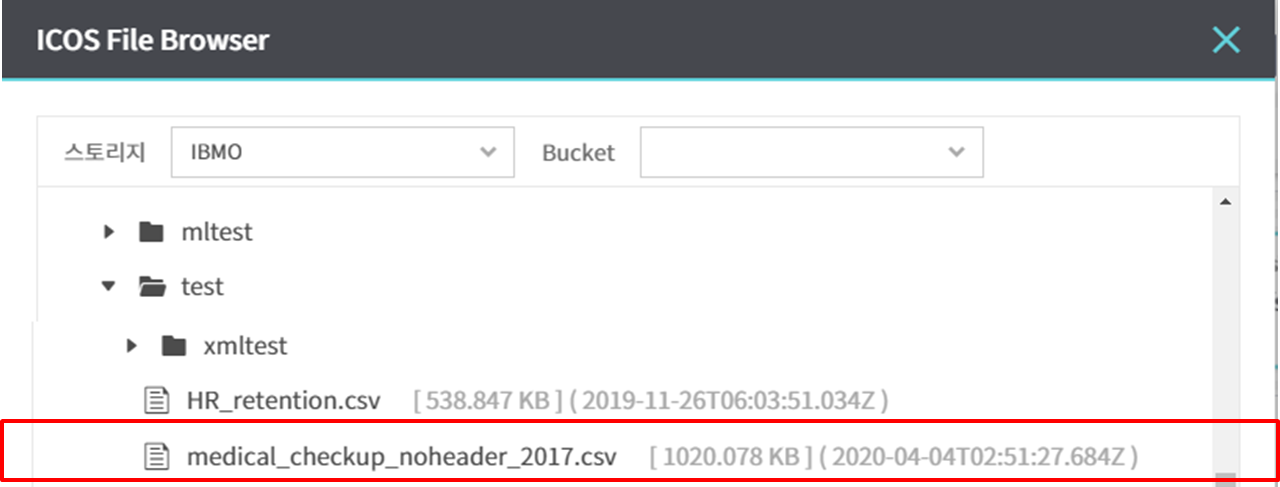 ICOS File Browser
스토리지 IBMO Bucket
mltest
test
xmltest
HR_retention.csv [ 538.847 KB ] ( 2019-11-26T06:03:51.034Z )
medical_checkup_noheader_2017.csv [ 1020.078 KB ] ( 2020-04-04T02:51:27.684Z )